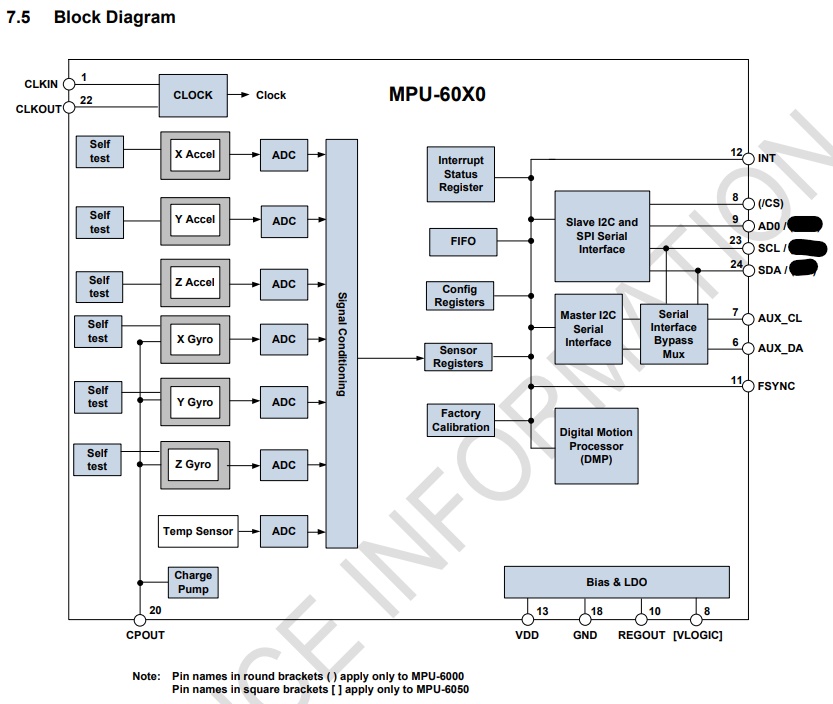 7.5 Block Diagram
MPU-60X0
CLKIN 1
CLKOUT 22
CLOCK
Clock
Self
test
X Accel
ADC
Self
test
Y Accel
ADC
Self
test
Z Accel
ADC
Self
test
X Gyro
ADC
Self
test
Y Gyro
ADC
Self
test
Z Gyro
ADC
Temp Sensor
ADC
Charge
Pump
20
CPOUT
Signal Conditioning
Interrupt
Status
Register
FIFO
Config
Registers
Sensor
Registers
Factory
Calibration
Slave I2C and
SPI Serial
Interface
Master I2C
Serial
Interface
Serial
Interface
Bypass
Mux
Digital Motion
Processor
(DMP)
12 INT
8 (/CS)
9 AD0 /
23 SCL /
24 SDA /
7 AUX_CL
6 AUX_DA
11 FSYNC
Bias & LDO
13
VDD
18
GND
10
REGOUT
8
[VLOGIC]
Note: Pin names in round brackets ( ) apply only to MPU-6000
Pin names in square brackets [ ] apply only to MPU-6050
CE INFORMATION